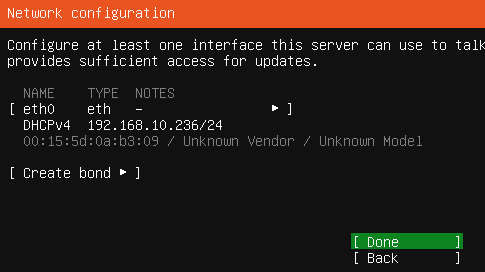 Network configuration
Configure at least one interface this server can use to talk
provides sufficient access for updates.
NAME TYPE NOTES
[ eth0 eth – ▸ ]
DHCPv4 192.168.10.236/24
00:15:5d:0a:b3:09 / Unknown Vendor / Unknown Model
[ Create bond ▸ ]
[ Done ]
[ Back ]